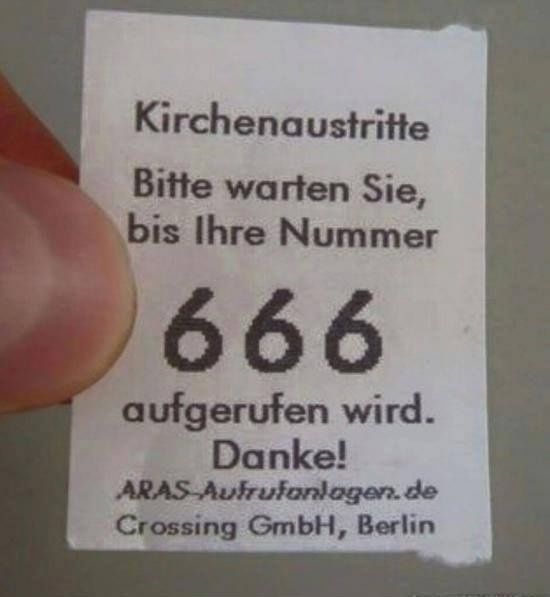 Kirchenaustritte
Bitte warten Sie,
bis Ihre Nummer
666
aufgerufen wird.
Danke!
ARAS-Aufrufanlagen.de
Crossing GmbH, Berlin